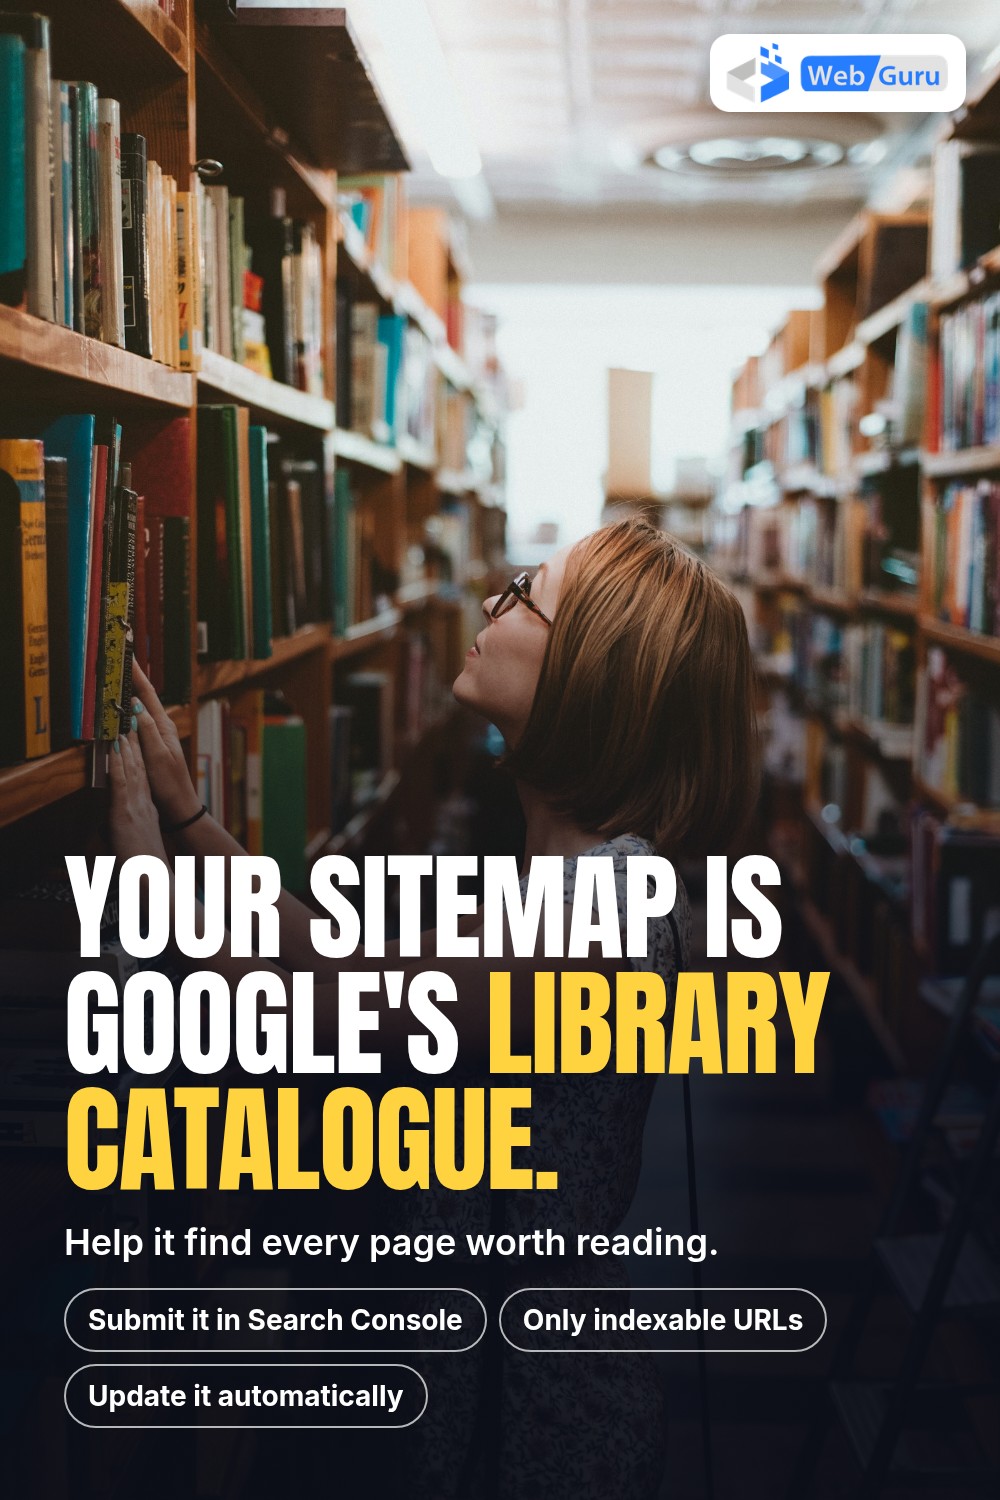 Web Guru
YOUR SITEMAP IS
GOOGLE'S LIBRARY
CATALOGUE.
Help it find every page worth reading.
Submit it in Search Console
Only indexable URLs
Update it automatically